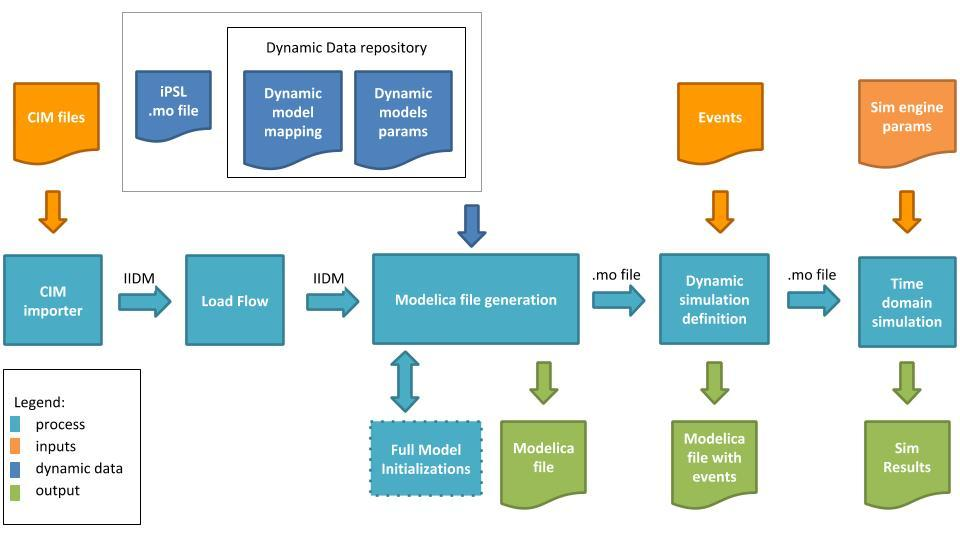 Dynamic Data repository
CIM files
iPSL
.mo file
Dynamic
model
mapping
Dynamic
models
params
Events
Sim engine
params
CIM
importer
IIDM
Load Flow
IIDM
Modelica file generation
.mo file
Dynamic
simulation
definition
.mo file
Time
domain
simulation
Legend:
process
inputs
dynamic data
output
Full Model
Initializations
Modelica
file
Modelica
file with
events
Sim
Results